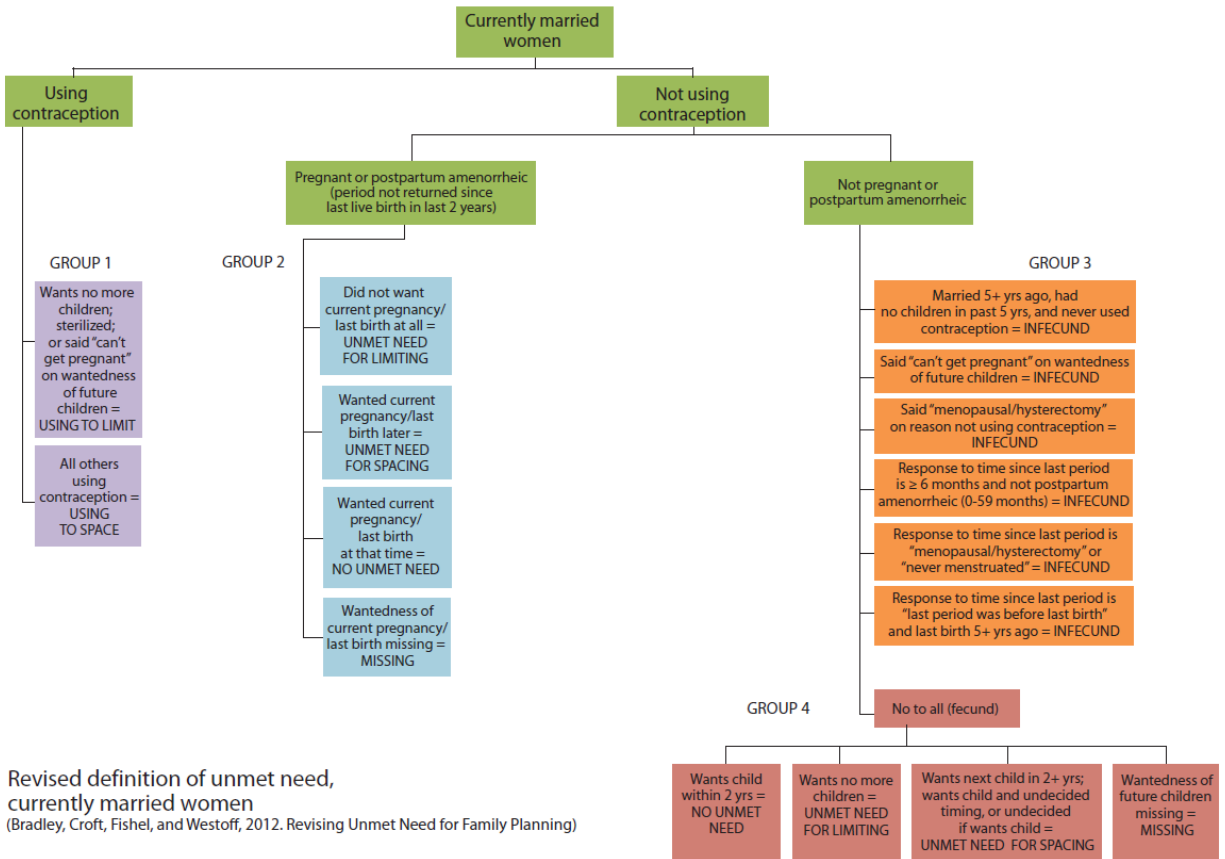 Currently married
women
Using
contraception
Not using
contraception
Pregnant or postpartum amenorrheic
(period not returned since
last live birth in last 2 years)
Not pregnant or
postpartum amenorrheic
GROUP 1
Wants no more
children;
sterilized;
or said “can’t
get pregnant”
on wantedness
of future
children =
USING TO LIMIT
All others
using
contraception =
USING
TO SPACE
GROUP 2
Did not want
current pregnancy/
last birth at all =
UNMET NEED
FOR LIMITING
Wanted current
pregnancy/last
birth later =
UNMET NEED
FOR SPACING
Wanted current
pregnancy/
last birth
at that time =
NO UNMET NEED
Wantedness of
current pregnancy/
last birth missing =
MISSING
GROUP 3
Married 5+ yrs ago, had
no children in past 5 yrs, and never used
contraception = INFECUND
Said “can’t get pregnant” on wantedness
of future children = INFECUND
Said “menopausal/hysterectomy”
on reason not using contraception =
INFECUND
Response to time since last period
is ≥ 6 months and not postpartum
amenorrheic (0-59 months) = INFECUND
Response to time since last period is
“menopausal/hysterectomy” or
“never menstruated” = INFECUND
Response to time since last period is
“last period was before last birth”
and last birth 5+ yrs ago = INFECUND
GROUP 4
No to all (fecund)
Wants child
within 2 yrs =
NO UNMET
NEED
Wants no more
children =
UNMET NEED
FOR LIMITING
Wants next child in 2+ yrs;
wants child and undecided
timing, or undecided
if wants child =
UNMET NEED FOR SPACING
Wantedness of
future children
missing =
MISSING
Revised definition of unmet need,
currently married women
(Bradley, Croft, Fishel, and Westoff, 2012. Revising Unmet Need for Family Planning)